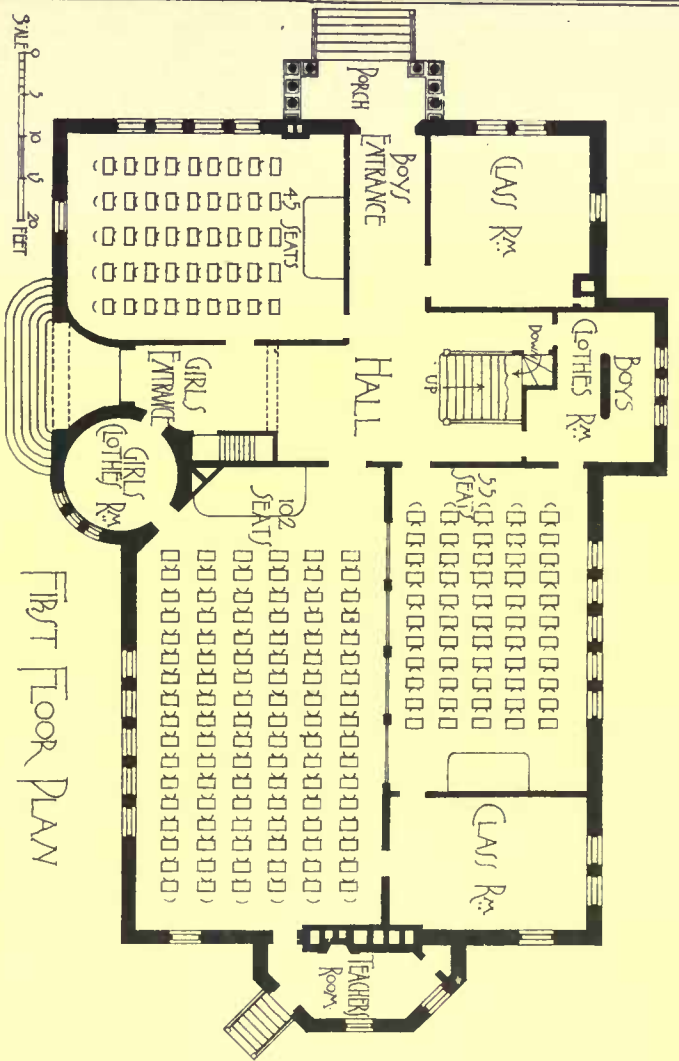 SCALE 0 5 10 15 20 FEET
PORCH
BOYS
ENTRANCE
CLASS RM.
45 SEATS
GIRLS
ENTRANCE
HALL
UP
DOWN
BOYS
CLOTHES RM.
GIRLS
CLOTHES RM.
102
SEATS
55
SEATS
CLASS RM.
TEACHERS
ROOM.
FIRST FLOOR PLAN